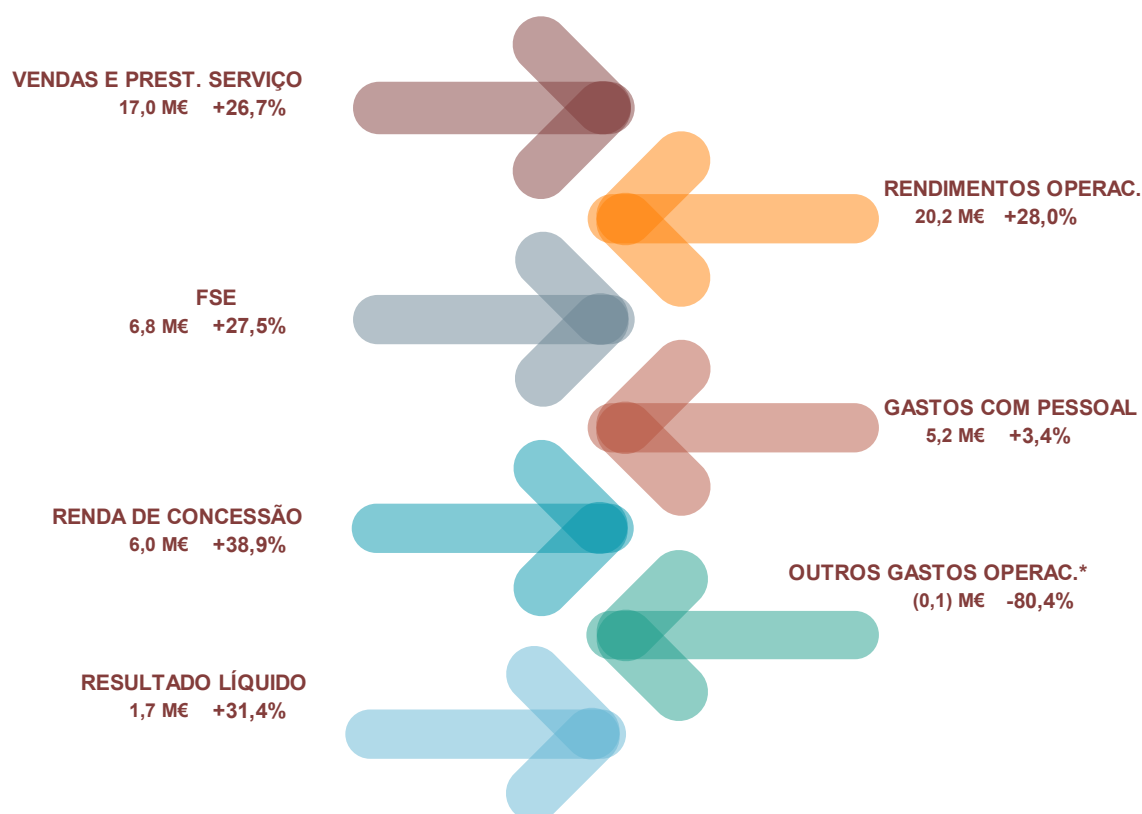 VENDAS E PREST. SERVIÇO
17,0 M€ +26,7%
RENDIMENTOS OPERAC.
20,2 M€ +28,0%
FSE
6,8 M€ +27,5%
GASTOS COM PESSOAL
5,2 M€ +3,4%
RENDA DE CONCESSÃO
6,0 M€ +38,9%
OUTROS GASTOS OPERAC.*
(0,1) M€ -80,4%
RESULTADO LÍQUIDO
1,7 M€ +31,4%